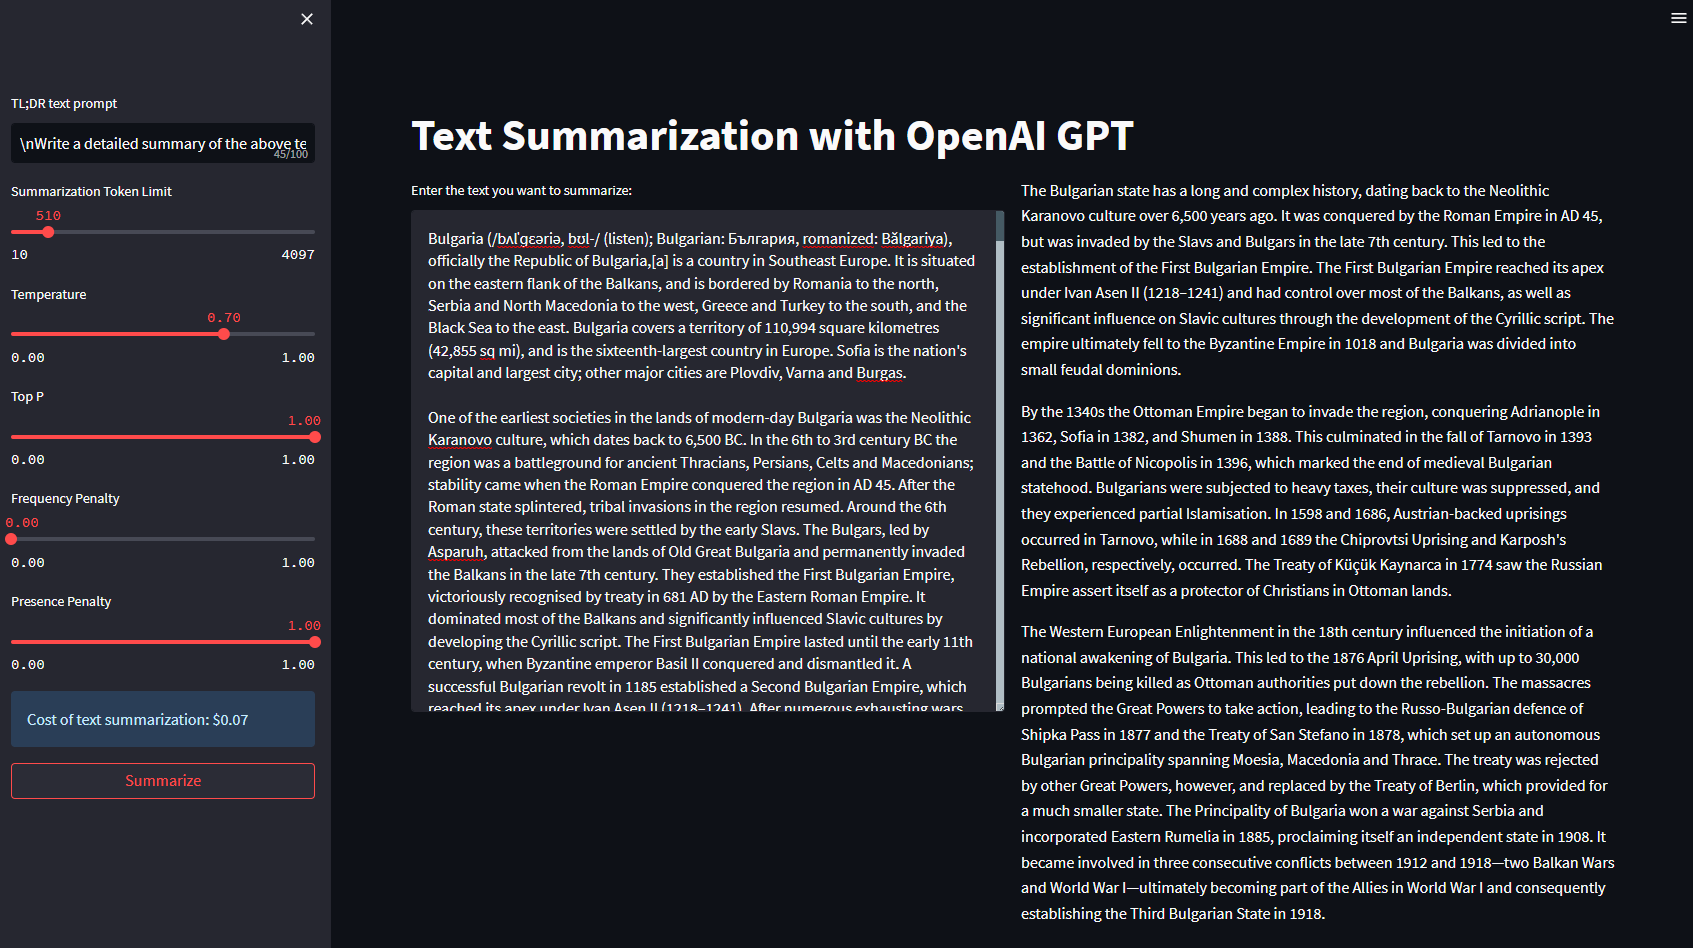 TL;DR text prompt
\nWrite a detailed summary of the above te
45/100
Summarization Token Limit
510
10 4097
Temperature
0.70
0.00 1.00
Top P
1.00
0.00 1.00
Frequency Penalty
0.00
0.00 1.00
Presence Penalty
1.00
0.00 1.00
Cost of text summarization: $0.07
Summarize
Text Summarization with OpenAI GPT
Enter the text you want to summarize:
Bulgaria (/bʌlˈɡɛəriə, bʊl-/ (listen); Bulgarian: България, romanized: Bǎlgariya),
officially the Republic of Bulgaria,[a] is a country in Southeast Europe. It is situated
on the eastern flank of the Balkans, and is bordered by Romania to the north,
Serbia and North Macedonia to the west, Greece and Turkey to the south, and the
Black Sea to the east. Bulgaria covers a territory of 110,994 square kilometres
(42,855 sq mi), and is the sixteenth-largest country in Europe. Sofia is the nation's
capital and largest city; other major cities are Plovdiv, Varna and Burgas.
One of the earliest societies in the lands of modern-day Bulgaria was the Neolithic
Karanovo culture, which dates back to 6,500 BC. In the 6th to 3rd century BC the
region was a battleground for ancient Thracians, Persians, Celts and Macedonians;
stability came when the Roman Empire conquered the region in AD 45. After the
Roman state splintered, tribal invasions in the region resumed. Around the 6th
century, these territories were settled by the early Slavs. The Bulgars, led by
Asparuh, attacked from the lands of Old Great Bulgaria and permanently invaded
the Balkans in the late 7th century. They established the First Bulgarian Empire,
victoriously recognised by treaty in 681 AD by the Eastern Roman Empire. It
dominated most of the Balkans and significantly influenced Slavic cultures by
developing the Cyrillic script. The First Bulgarian Empire lasted until the early 11th
century, when Byzantine emperor Basil II conquered and dismantled it. A
successful Bulgarian revolt in 1185 established a Second Bulgarian Empire, which
reached its apex under Ivan Asen II (1218–1241). After numerous exhausting wars
The Bulgarian state has a long and complex history, dating back to the Neolithic
Karanovo culture over 6,500 years ago. It was conquered by the Roman Empire in AD 45,
but was invaded by the Slavs and Bulgars in the late 7th century. This led to the
establishment of the First Bulgarian Empire. The First Bulgarian Empire reached its apex
under Ivan Asen II (1218–1241) and had control over most of the Balkans, as well as
significant influence on Slavic cultures through the development of the Cyrillic script. The
empire ultimately fell to the Byzantine Empire in 1018 and Bulgaria was divided into
small feudal dominions.
By the 1340s the Ottoman Empire began to invade the region, conquering Adrianople in
1362, Sofia in 1382, and Shumen in 1388. This culminated in the fall of Tarnovo in 1393
and the Battle of Nicopolis in 1396, which marked the end of medieval Bulgarian
statehood. Bulgarians were subjected to heavy taxes, their culture was suppressed, and
they experienced partial Islamisation. In 1598 and 1686, Austrian-backed uprisings
occurred in Tarnovo, while in 1688 and 1689 the Chiprovtsi Uprising and Karposh's
Rebellion, respectively, occurred. The Treaty of Küçük Kaynarca in 1774 saw the Russian
Empire assert itself as a protector of Christians in Ottoman lands.
The Western European Enlightenment in the 18th century influenced the initiation of a
national awakening of Bulgaria. This led to the 1876 April Uprising, with up to 30,000
Bulgarians being killed as Ottoman authorities put down the rebellion. The massacres
prompted the Great Powers to take action, leading to the Russo-Bulgarian defence of
Shipka Pass in 1877 and the Treaty of San Stefano in 1878, which set up an autonomous
Bulgarian principality spanning Moesia, Macedonia and Thrace. The treaty was rejected
by other Great Powers, however, and replaced by the Treaty of Berlin, which provided for
a much smaller state. The Principality of Bulgaria won a war against Serbia and
incorporated Eastern Rumelia in 1885, proclaiming itself an independent state in 1908. It
became involved in three consecutive conflicts between 1912 and 1918—two Balkan Wars
and World War I—ultimately becoming part of the Allies in World War I and consequently
establishing the Third Bulgarian State in 1918.